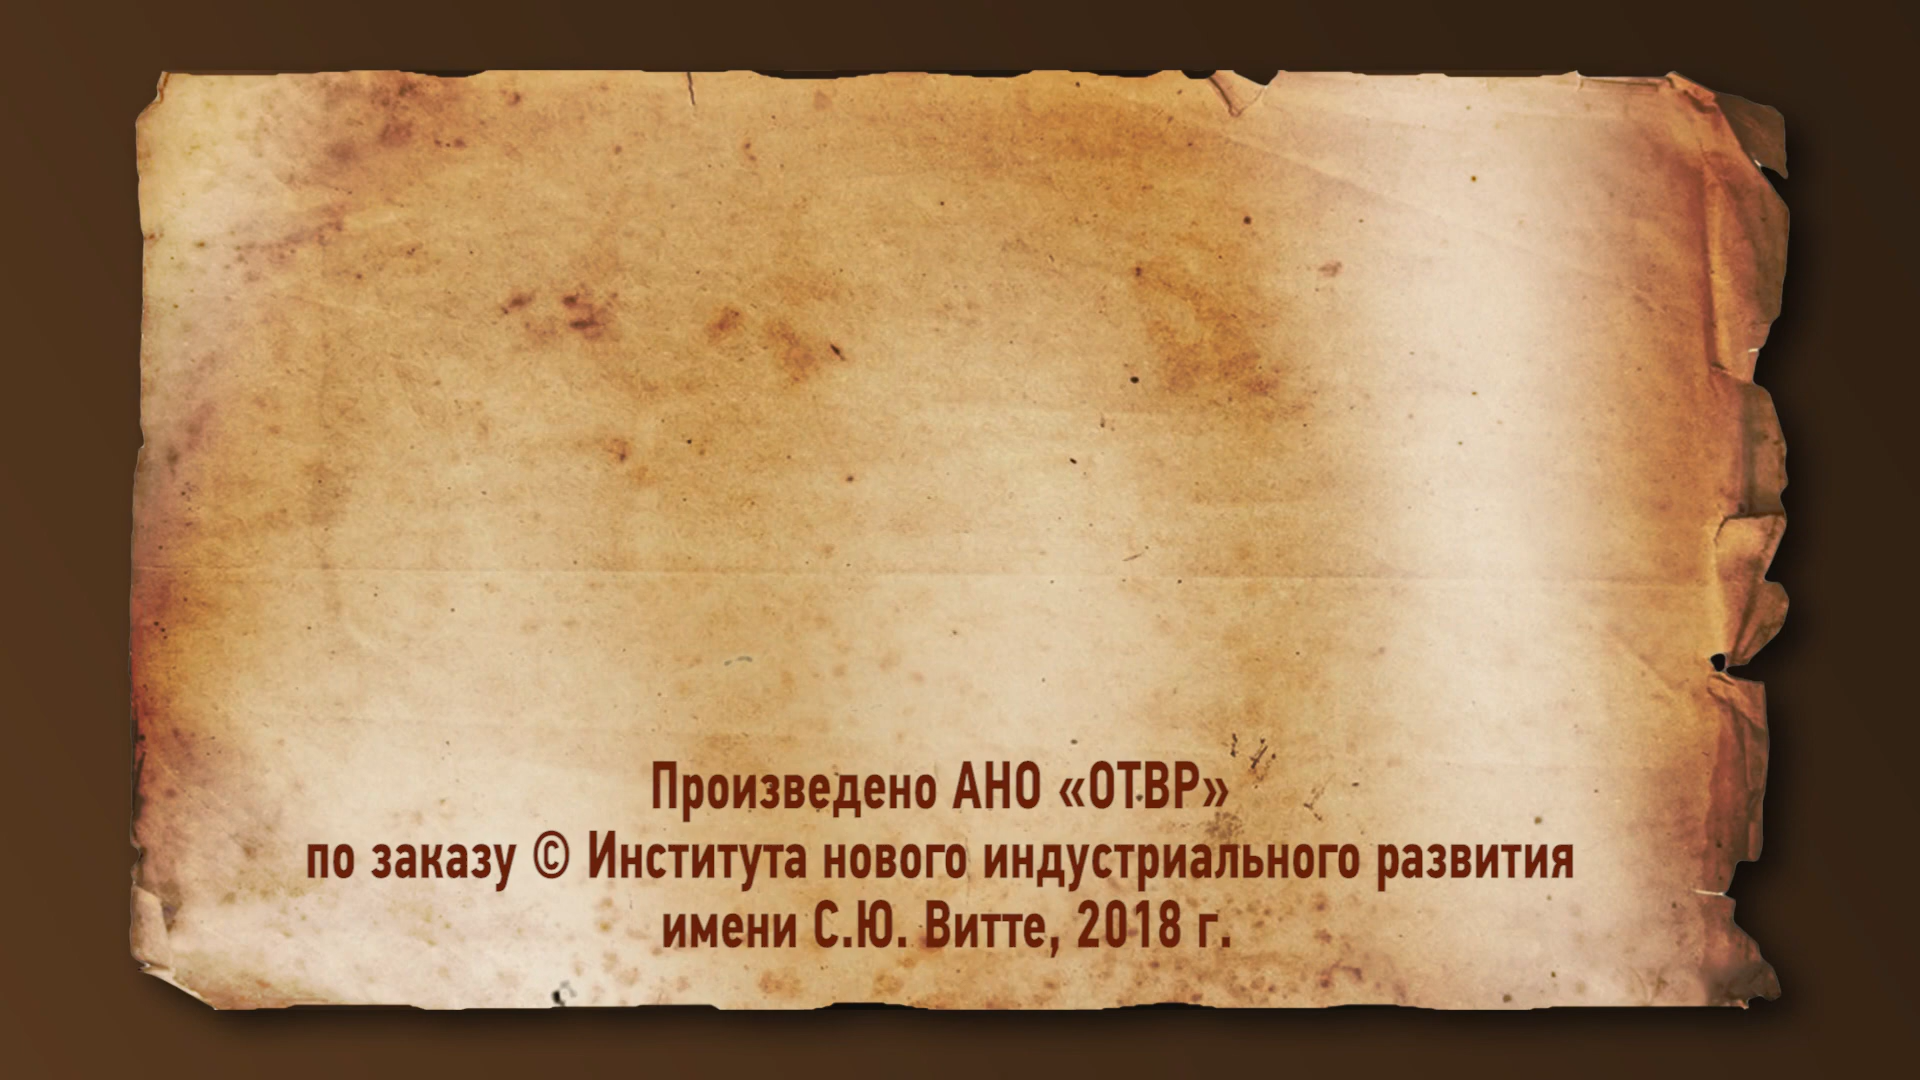 Произведено АНО «ОТВР»
по заказу © Института нового индустриального развития
имени С.Ю. Витте, 2018 г.